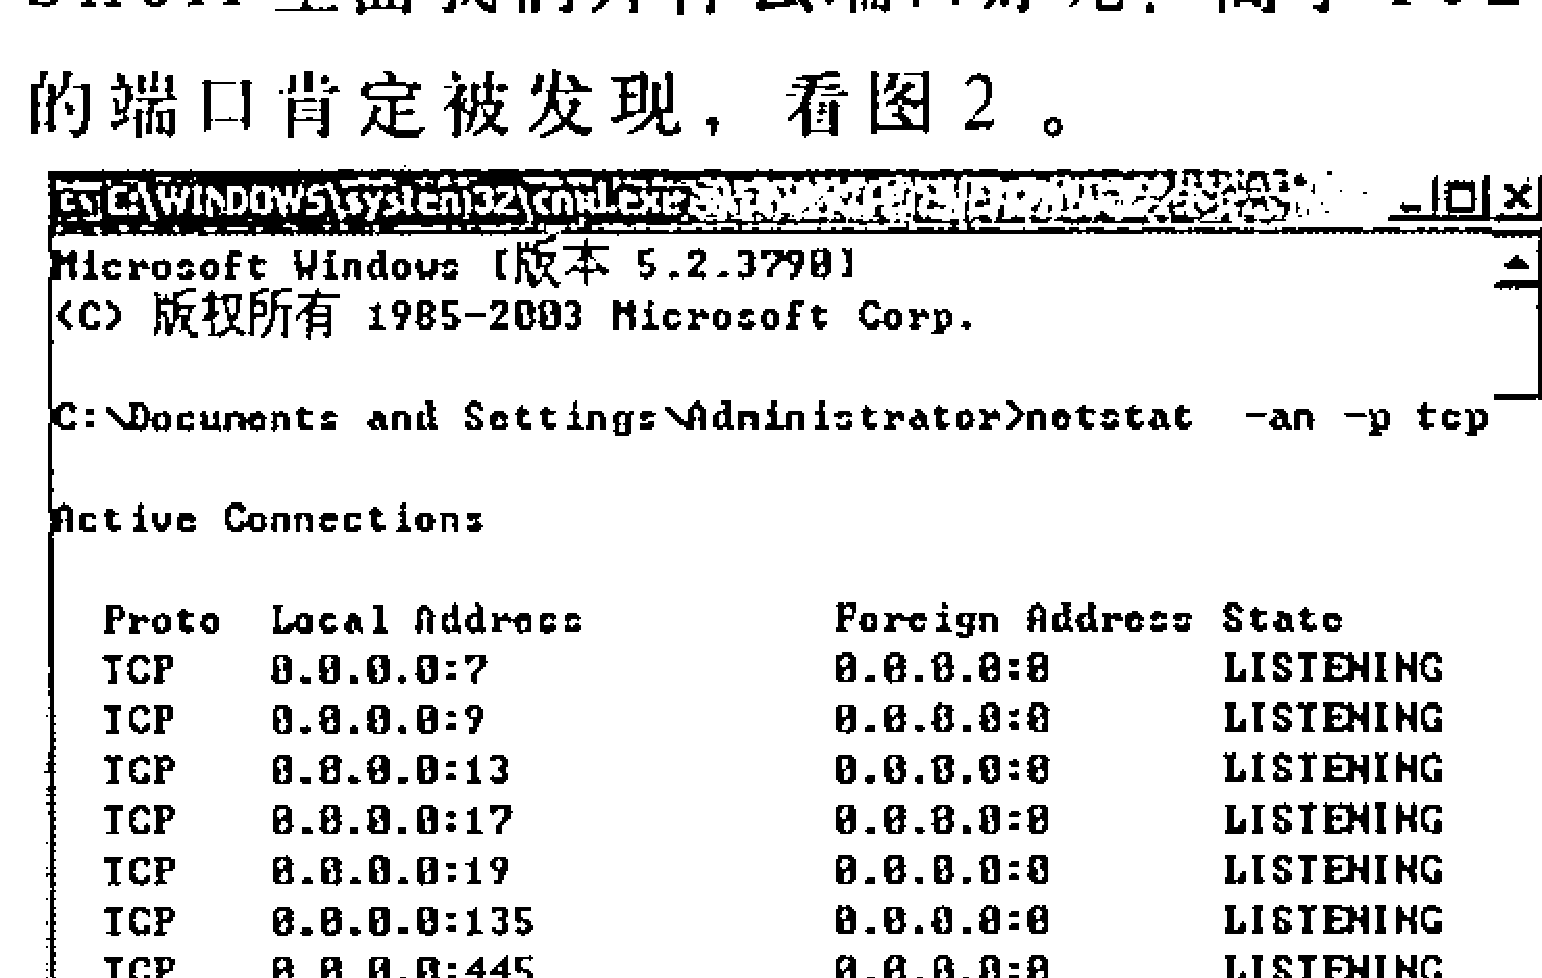 的端口肯定被发现，看图2。
C:\WINDOWS\system32\cmd.exe
Microsoft Windows [版本 5.2.3790]
(C) 版权所有 1985-2003 Microsoft Corp.
C:\Documents and Settings\Administrator>netstat  -an -p tcp
Active Connections
Proto  Local Address  Foreign Address  State
TCP  0.0.0.0:7  0.0.0.0:0  LISTENING
TCP  0.0.0.0:9  0.0.0.0:0  LISTENING
TCP  0.0.0.0:13  0.0.0.0:0  LISTENING
TCP  0.0.0.0:17  0.0.0.0:0  LISTENING
TCP  0.0.0.0:19  0.0.0.0:0  LISTENING
TCP  0.0.0.0:135  0.0.0.0:0  LISTENING
TCP  0.0.0.0:445  0.0.0.0:0  LISTENING